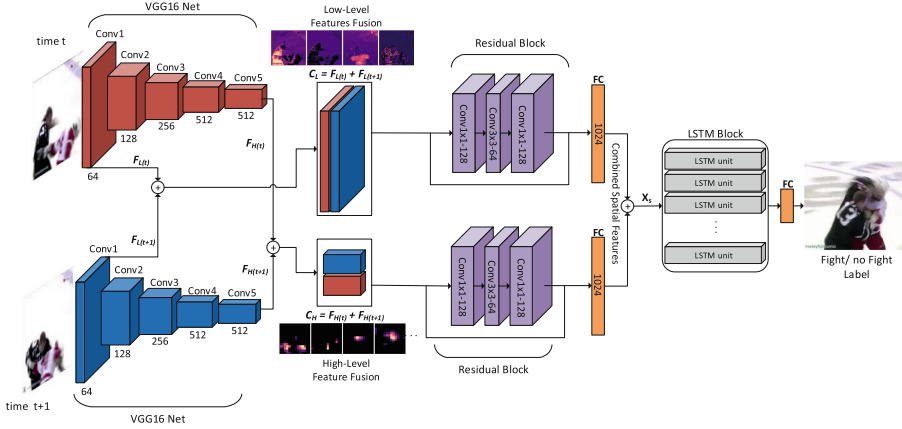 VGG16 Net
time t
Conv1
Conv2
Conv3
Conv4
Conv5
64
128
256
512
512
F_L(t)
F_H(t)
Low-Level
Features Fusion
C_L = F_L(t) + F_L(t+1)
Residual Block
Conv1x1-128
Conv3x3-64
Conv1x1-128
FC
1024
Combined Spatial Features
X_s
LSTM Block
LSTM unit
LSTM unit
LSTM unit
LSTM unit
FC
Fight/ no Fight
Label
F_L(t+1)
F_H(t+1)
Conv1
Conv2
Conv3
Conv4
Conv5
64
128
256
512
512
time t+1
VGG16 Net
C_H = F_H(t) + F_H(t+1)
High-Level
Feature Fusion
Conv1x1-128
Conv3x3-64
Conv1x1-128
Residual Block
FC
1024